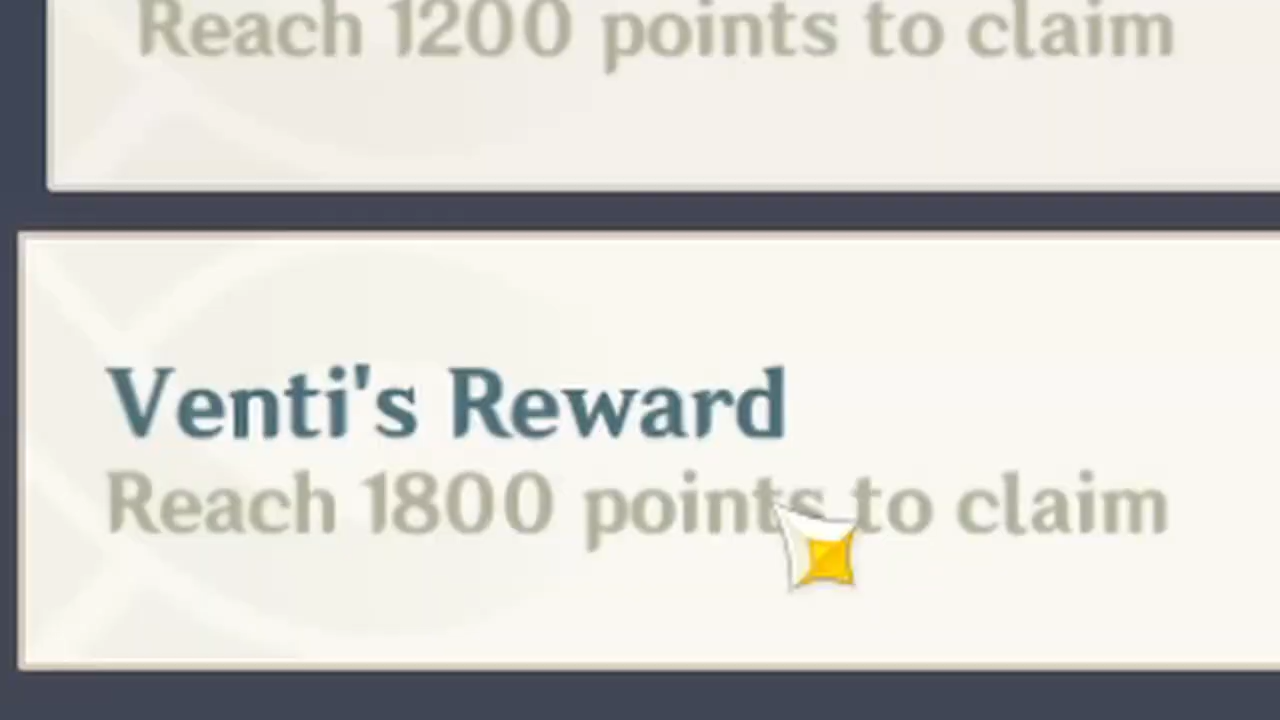 Reach 1200 points to claim
Venti's Reward
Reach 1800 points to claim